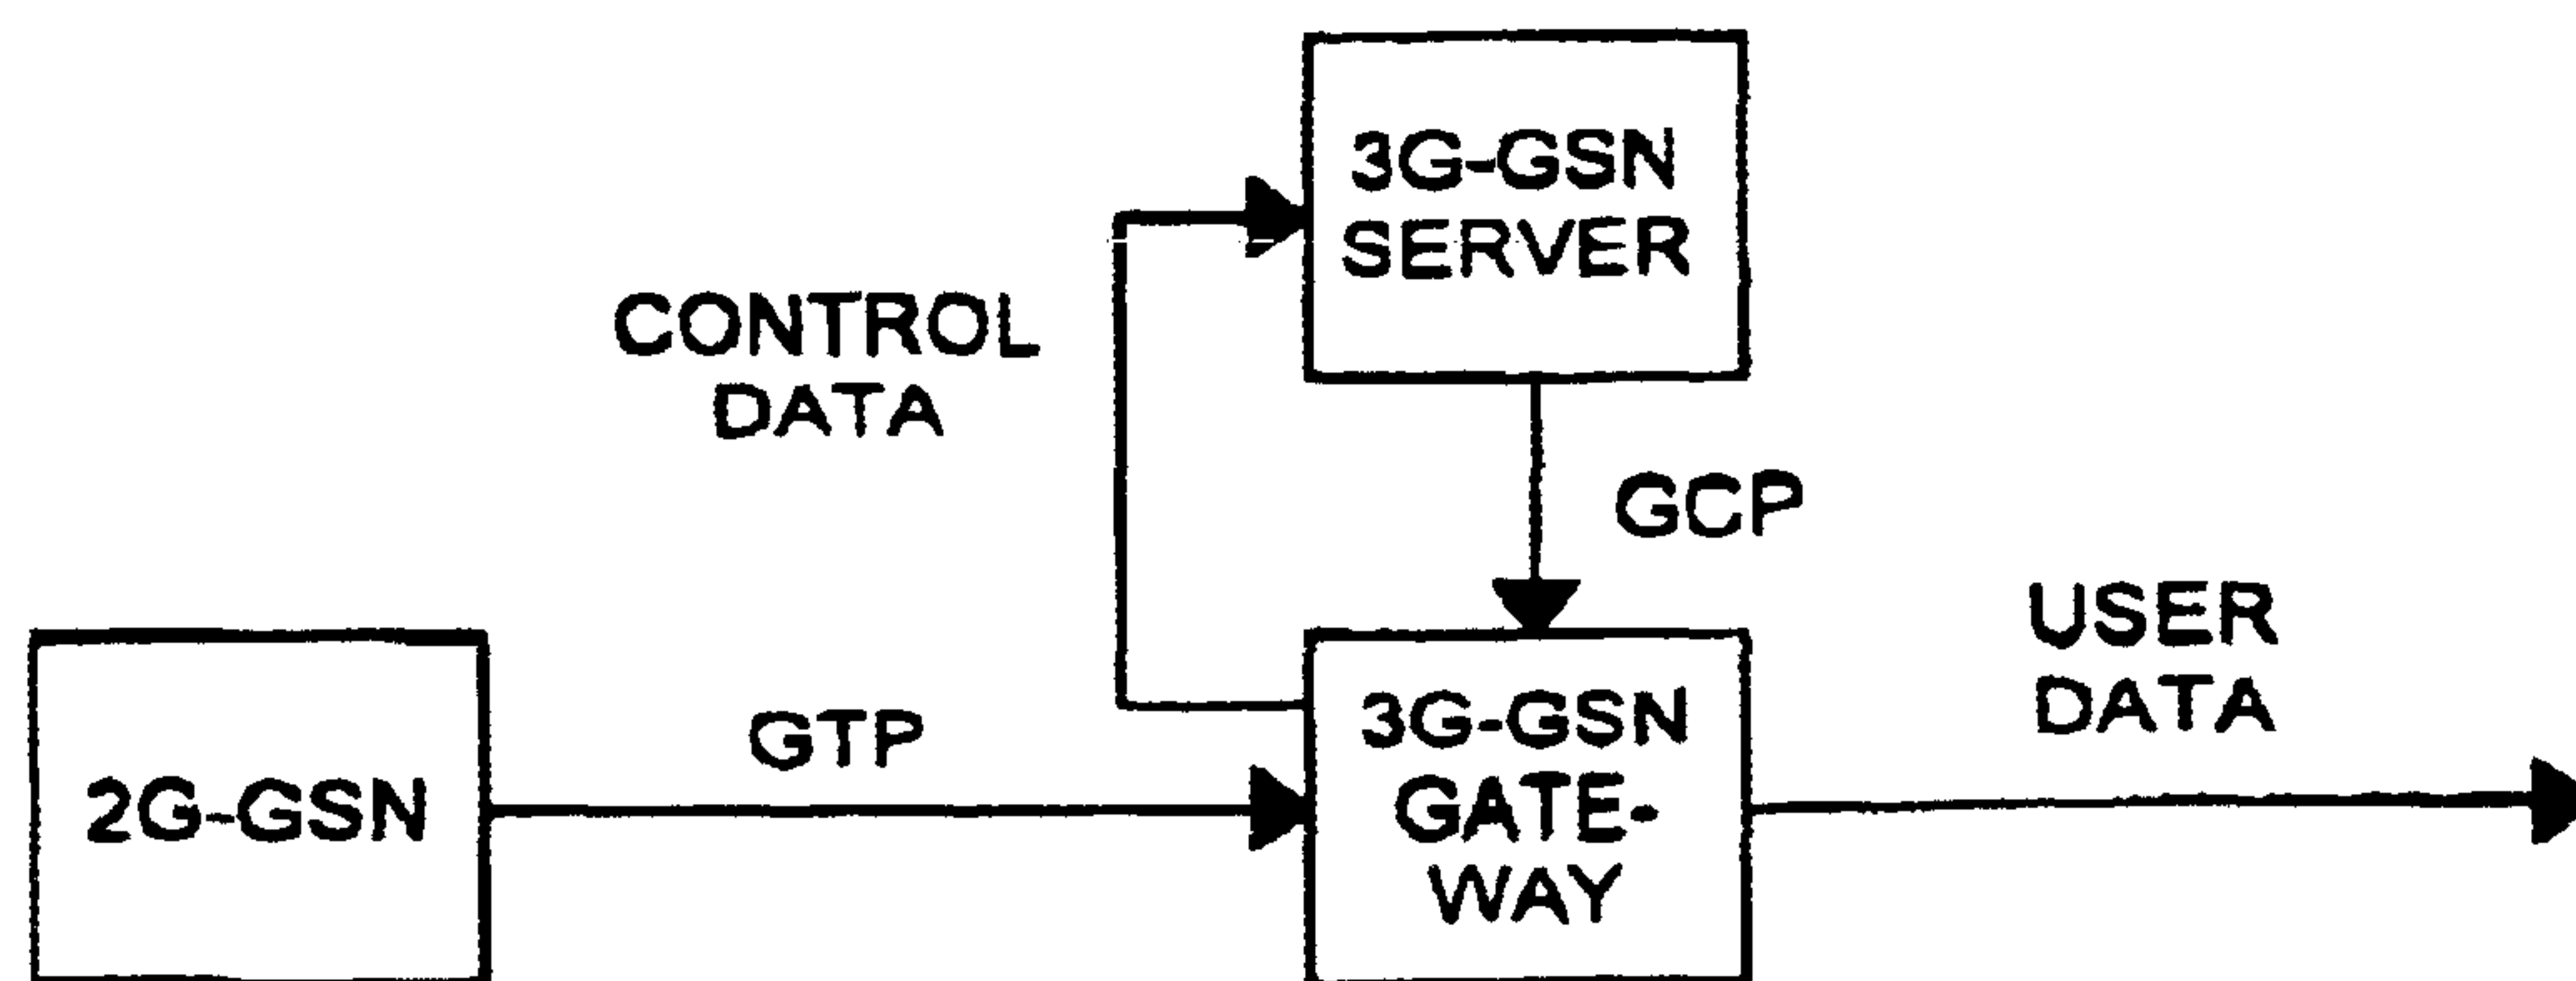 3G-GSN
SERVER
CONTROL
DATA
GCP
USER
DATA
2G-GSN
GTP
3G-GSN
GATE-
WAY